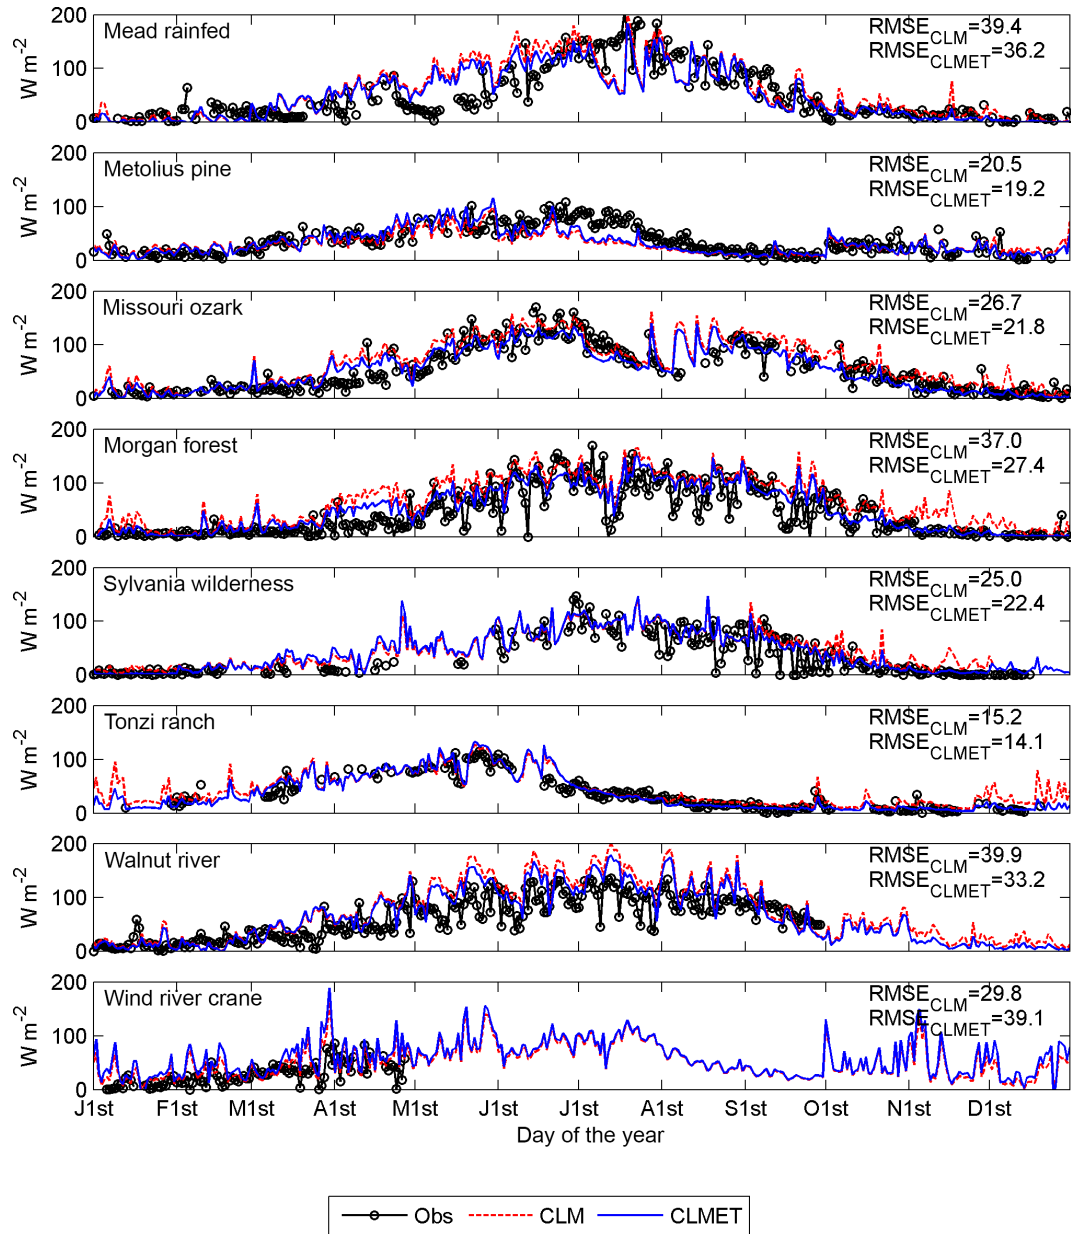 200
Mead rainfed
RMSE_CLM=39.4
RMSE_CLMET=36.2
100
0
W m-2
200
Metolius pine
RMSE_CLM=20.5
RMSE_CLMET=19.2
100
0
W m-2
200
Missouri ozark
RMSE_CLM=26.7
RMSE_CLMET=21.8
100
0
W m-2
200
Morgan forest
RMSE_CLM=37.0
RMSE_CLMET=27.4
100
0
W m-2
200
Sylvania wilderness
RMSE_CLM=25.0
RMSE_CLMET=22.4
100
0
W m-2
200
Tonzi ranch
RMSE_CLM=15.2
RMSE_CLMET=14.1
100
0
W m-2
200
Walnut river
RMSE_CLM=39.9
RMSE_CLMET=33.2
100
0
W m-2
200
Wind river crane
RMSE_CLM=29.8
RMSE_CLMET=39.1
100
0
W m-2
J1st F1st M1st A1st M1st J1st J1st A1st S1st O1st N1st D1st
Day of the year
Obs CLM CLMET